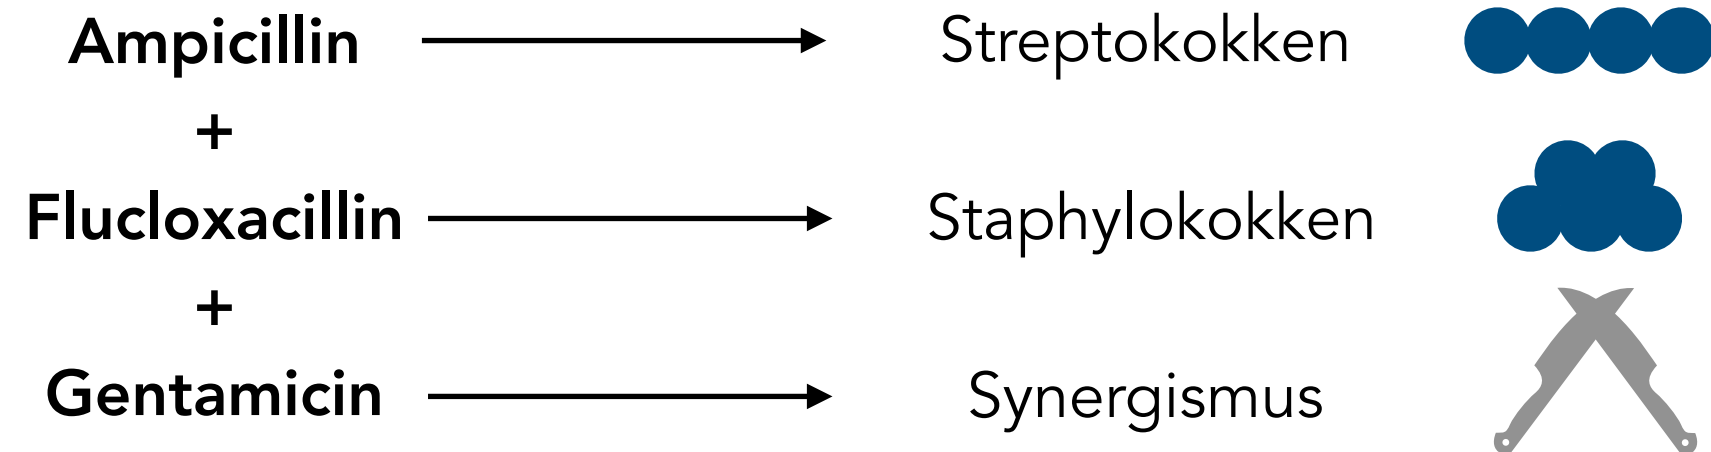 Ampicillin Streptokokken
+
Flucloxacillin Staphylokokken
+
Gentamicin Synergismus